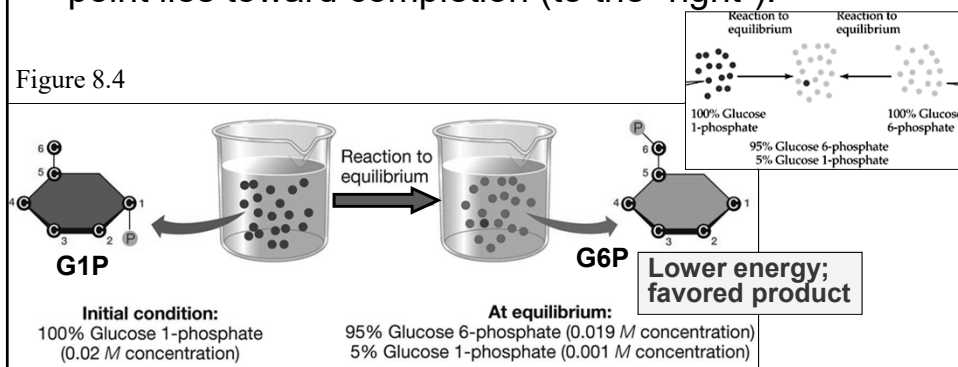 point lies toward completion (to the "right").
Figure 8.4
Reaction to
equilibrium
Reaction to
equilibrium
100% Glucose
1-phosphate
100% Glucose
6-phosphate
95% Glucose 6-phosphate
5% Glucose 1-phosphate
6 C
5 C
4 C
C 1
C 3
C 2
P
G1P
Reaction to
equilibrium
P
6 C
5 C
4 C
C 1
C 3
C 2
G6P
Lower energy;
favored product
Initial condition:
100% Glucose 1-phosphate
(0.02 M concentration)
At equilibrium:
95% Glucose 6-phosphate (0.019 M concentration)
5% Glucose 1-phosphate (0.001 M concentration)